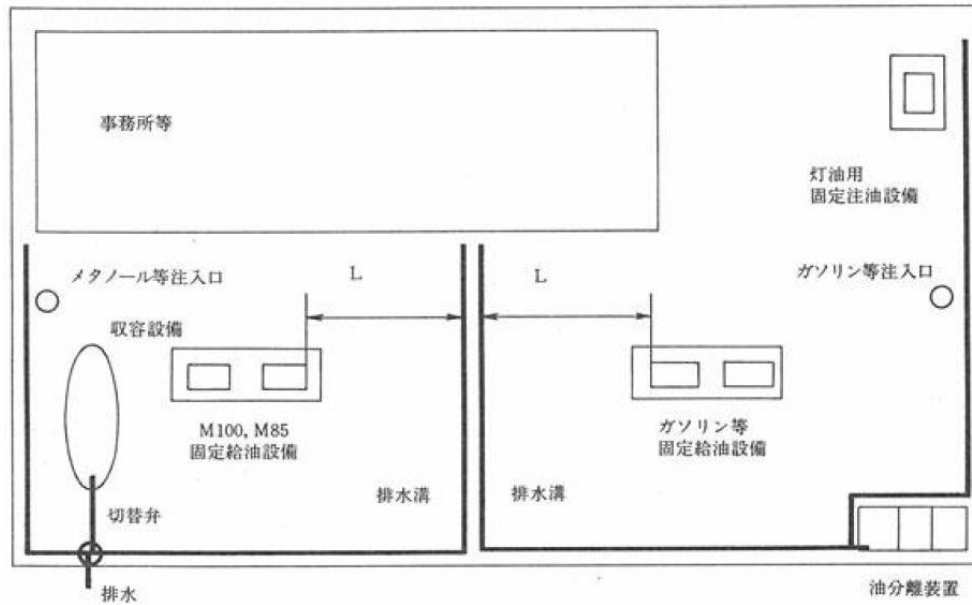 事務所等
灯油用
固定注油設備
メタノール等注入口
L
L
ガソリン等注入口
収容設備
M100, M85
固定給油設備
ガソリン等
固定給油設備
排水溝
排水溝
切替弁
排水
油分離装置